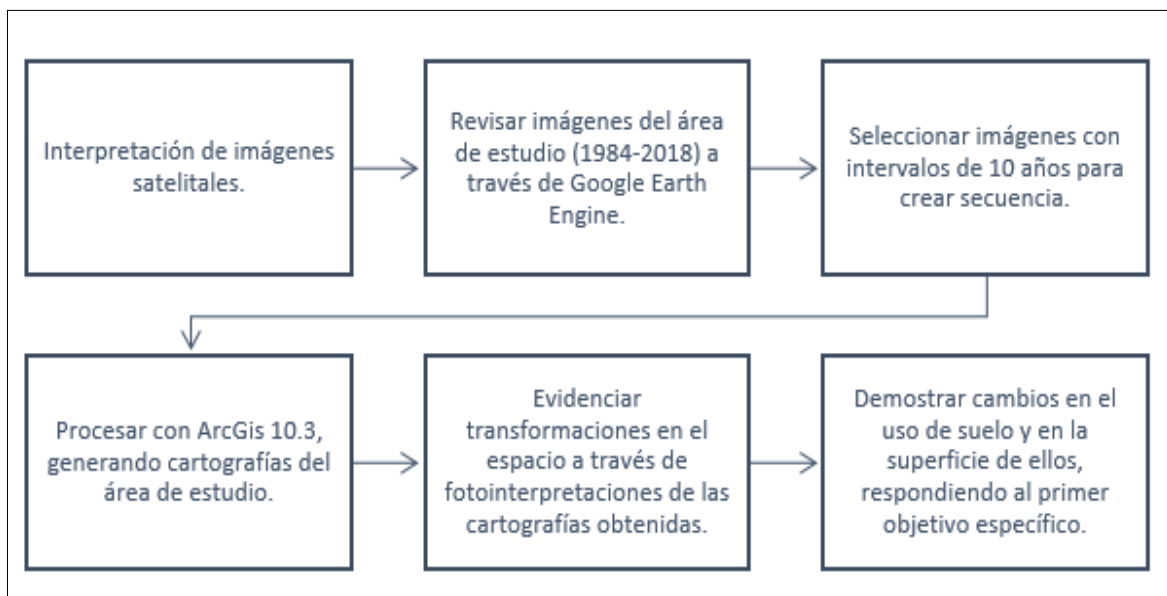 Interpretación de imágenes
satelitales.
Revisar imágenes del área
de estudio (1984-2018) a
través de Google Earth
Engine.
Seleccionar imágenes con
intervalos de 10 años para
crear secuencia.
Procesar con ArcGis 10.3,
generando cartografías del
área de estudio.
Evidenciar
transformaciones en el
espacio a través de
fotointerpretaciones de las
cartografías obtenidas.
Demostrar cambios en el
uso de suelo y en la
superficie de ellos,
respondiendo al primer
objetivo específico.